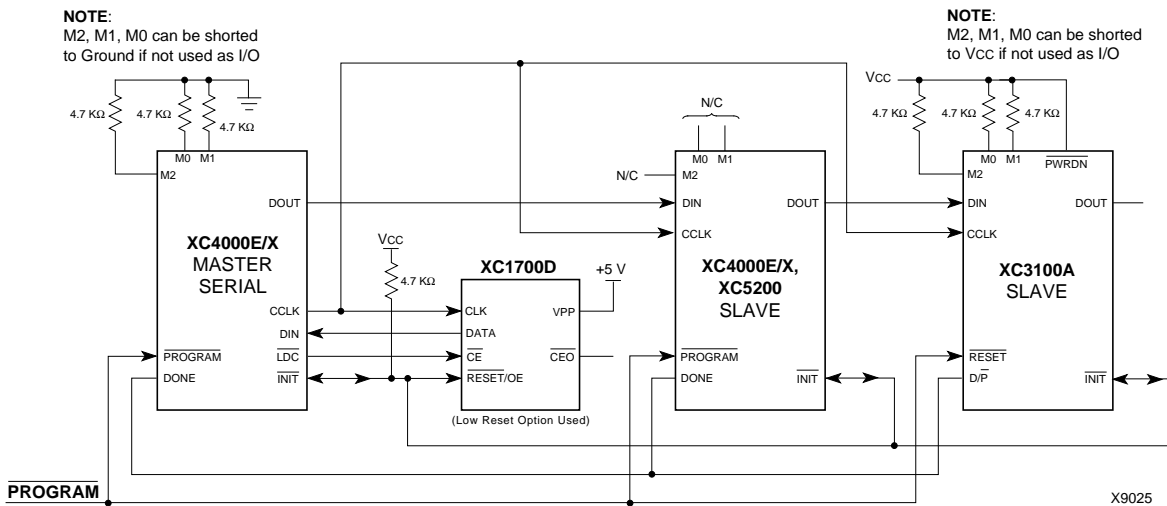 NOTE:
M2, M1, M0 can be shorted
to Ground if not used as I/O
NOTE:
M2, M1, M0 can be shorted
to VCC if not used as I/O
4.7 KΩ
4.7 KΩ
4.7 KΩ
M0 M1
M2
DOUT
XC4000E/X
MASTER
SERIAL
CCLK
DIN
PROGRAM
LDC
DONE
INIT
VCC
4.7 KΩ
XC1700D
+5 V
CLK
VPP
DATA
CE
CEO
RESET/OE
(Low Reset Option Used)
N/C
M0 M1
N/C
M2
DIN
DOUT
CCLK
XC4000E/X,
XC5200
SLAVE
PROGRAM
DONE
INIT
VCC
4.7 KΩ
4.7 KΩ
4.7 KΩ
M0 M1
PWRDN
M2
DIN
DOUT
CCLK
XC3100A
SLAVE
RESET
D/P
INIT
PROGRAM
X9025